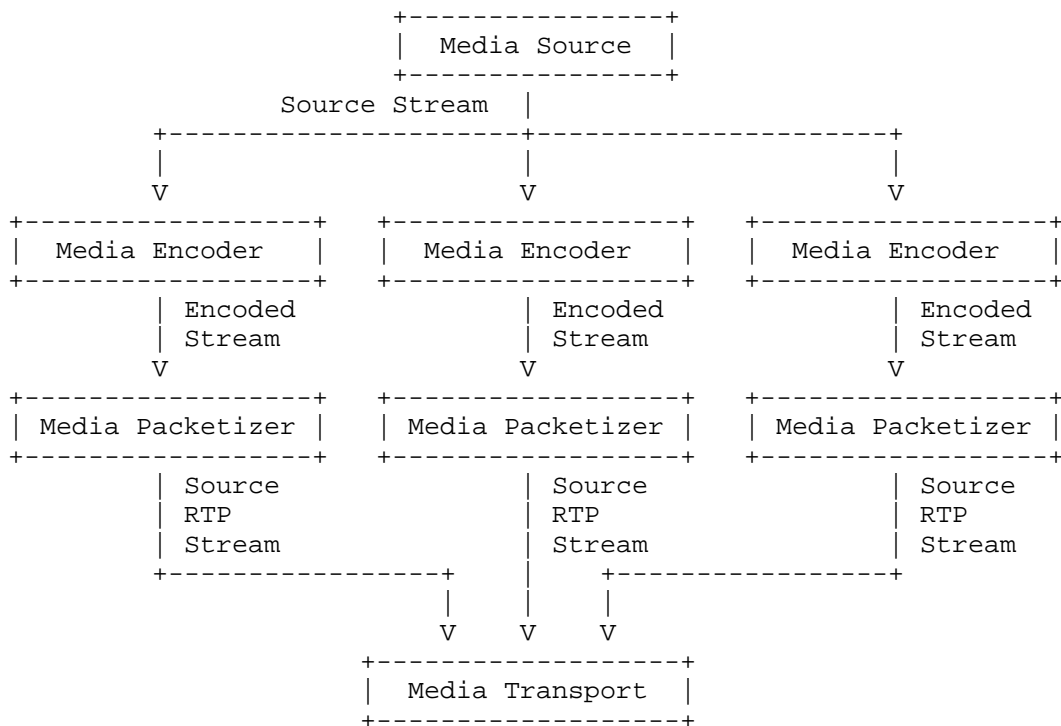 Media Source
Source Stream
Media Encoder Media Encoder Media Encoder
Encoded Encoded Encoded
Stream Stream Stream
V V V
Media Packetizer Media Packetizer Media Packetizer
Source Source Source
RTP RTP RTP
Stream Stream Stream
V V V
Media Transport